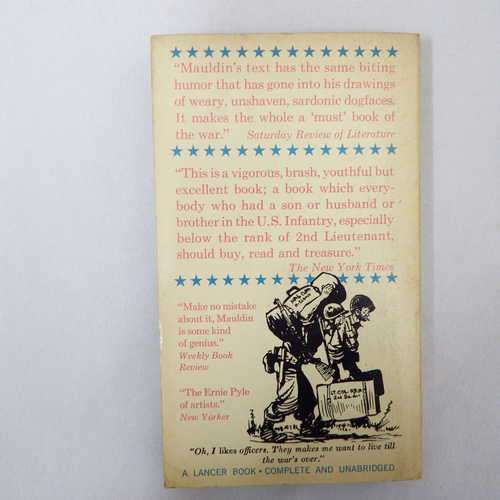 "Mauldin's text has the same biting
humor that has gone into his drawings
of weary, unshaven, sardonic dogfaces.
It makes the whole a 'must' book of
the war." Saturday Review of Literature
"This is a vigorous, brash, youthful but
excellent book; a book which every-
body who had a son or husband or
brother in the U.S. Infantry, especially
below the rank of 2nd Lieutenant,
should buy, read and treasure."
The New York Times
"Make no mistake
about it, Mauldin
is some kind
of genius."
Weekly Book
Review
"The Ernie Pyle
of artists."
New Yorker
LT. COL.
"Oh, I likes officers. They makes me want to live till
the war's over."
A LANCER BOOK • COMPLETE AND UNABRIDGED